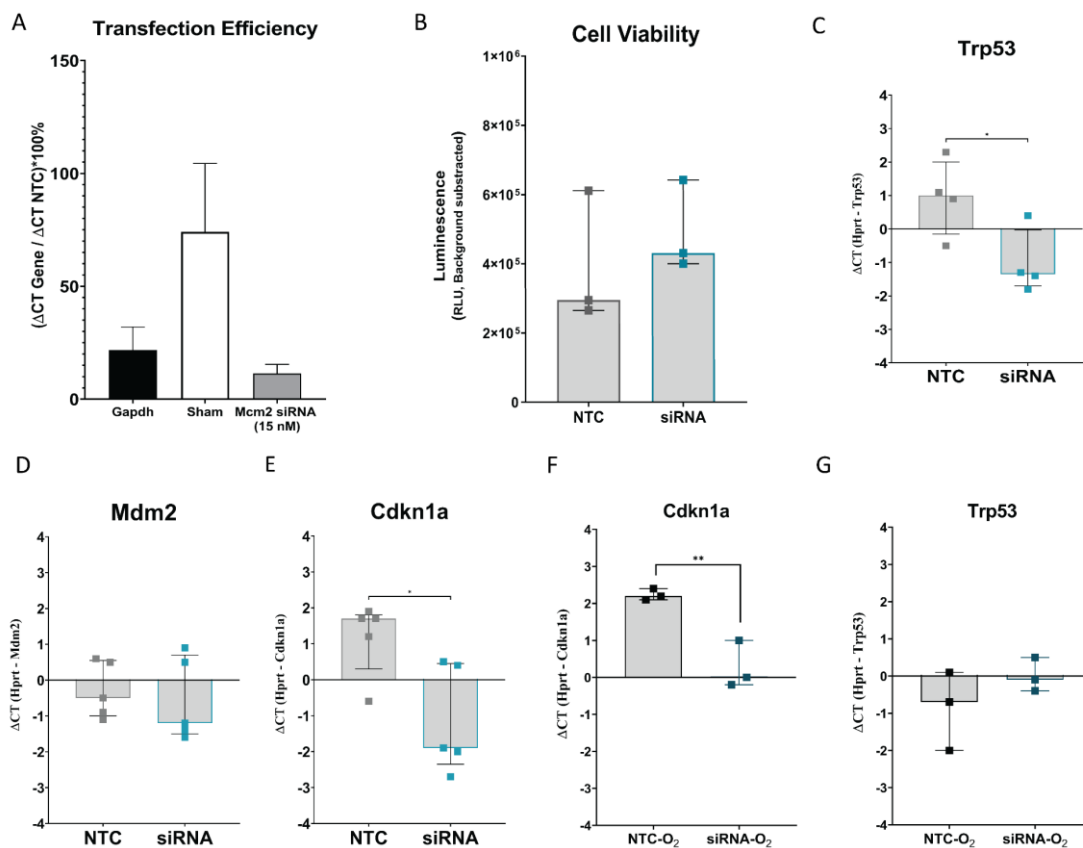 A
Transfection Efficiency
(ΔCT Gene / ΔCT NTC)*100%
150
100
50
0
Gapdh
Sham
Mcm2 siRNA
(15 nM)
B
Cell Viability
Luminescence
(RLU, Background substracted)
1×10⁶
8×10⁵
6×10⁵
4×10⁵
2×10⁵
0
NTC
siRNA
C
Trp53
ΔCT (Hprt - Trp53)
4
3
2
1
0
-1
-2
-3
-4
*
NTC
siRNA
D
Mdm2
ΔCT (Hprt - Mdm2)
4
3
2
1
0
-1
-2
-3
-4
NTC
siRNA
E
Cdkn1a
ΔCT (Hprt - Cdkn1a)
4
3
2
1
0
-1
-2
-3
-4
*
NTC
siRNA
F
Cdkn1a
ΔCT (Hprt - Cdkn1a)
4
3
2
1
0
-1
-2
-3
-4
**
NTC-O₂
siRNA-O₂
G
Trp53
ΔCT (Hprt - Trp53)
4
3
2
1
0
-1
-2
-3
-4
NTC-O₂
siRNA-O₂